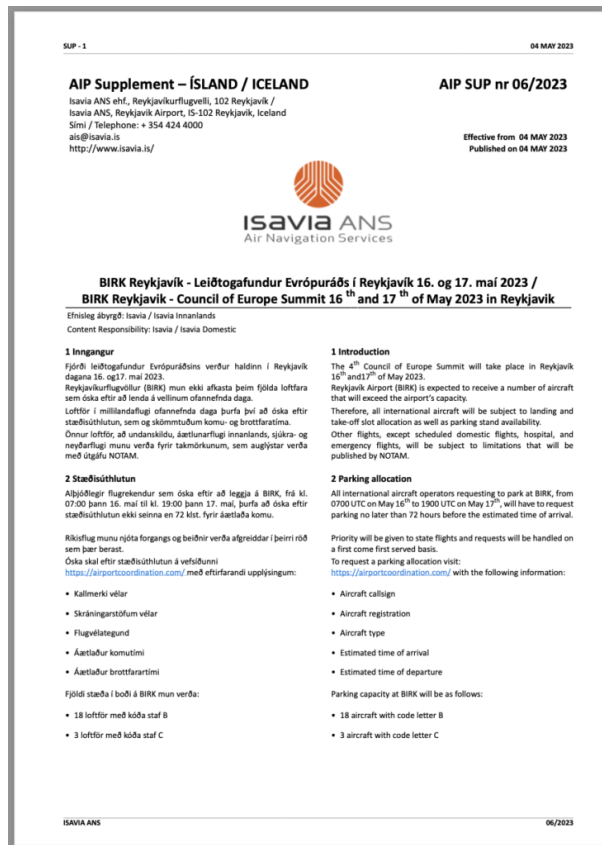 SUP - 1
04 MAY 2023
AIP Supplement – ÍSLAND / ICELAND
AIP SUP nr 06/2023
Isavia ANS ehf., Reykjavíkurflugvelli, 102 Reykjavík /
Isavia ANS, Reykjavik Airport, IS-102 Reykjavik, Iceland
Sími / Telephone: + 354 424 4000
ais@isavia.is
http://www.isavia.is/
Effective from 04 MAY 2023
Published on 04 MAY 2023
ISAVIA ANS
Air Navigation Services
BIRK Reykjavík - Leiðtogafundur Evrópuráðs í Reykjavík 16. og 17. maí 2023 /
BIRK Reykjavik - Council of Europe Summit 16 th and 17 th of May 2023 in Reykjavik
Efnisleg ábyrgð: Isavia / Isavia Innanlands
Content Responsibility: Isavia / Isavia Domestic
1 Inngangur
Fjórði leiðtogafundur Evrópuráðsins verður haldinn í Reykjavík
dagana 16. og17. maí 2023.
Reykjavíkurflugvöllur (BIRK) mun ekki afkasta þeim fjölda loftfara
sem óska eftir að lenda á vellinum ofannefnda daga.
Loftför í millilandaflugi ofannefnda daga þurfa því að óska eftir
stæðisúthlutun, sem og skömmtuðum komu- og brottfaratíma.
Önnur loftför, að undanskildu, áætlunarflugi innanlands, sjúkra- og
neyðarflugi munu verða fyrir takmörkunum, sem auglýstar verða
með útgáfu NOTAM.
2 Stæðisúthlutun
Alþjóðlegir flugrekendur sem óska eftir að leggja á BIRK, frá kl.
07:00 þann 16. maí til kl. 19:00 þann 17. maí, þurfa að óska eftir
stæðisúthlutun ekki seinna en 72 klst. fyrir áætlaða komu.
Ríkisflug munu njóta forgangs og beiðnir verða afgreiddar í þeirri röð
sem þær berast.
Óska skal eftir stæðisúthlutun á vefsíðunni
https://airportcoordination.com/ með eftirfarandi upplýsingum:
• Kallmerki vélar
• Skráningarstöfum vélar
• Flugvélategund
• Áætlaður komutími
• Áætlaður brottfarartími
Fjöldi stæða í boði á BIRK mun verða:
• 18 loftför með kóða staf B
• 3 loftför með kóða staf C
1 Introduction
The 4th Council of Europe Summit will take place in Reykjavík
16th and17th of May 2023.
Reykjavík Airport (BIRK) is expected to receive a number of aircraft
that will exceed the airport's capacity.
Therefore, all international aircraft will be subject to landing and
take-off slot allocation as well as parking stand availability.
Other flights, except scheduled domestic flights, hospital, and
emergency flights, will be subject to limitations that will be
published by NOTAM.
2 Parking allocation
All international aircraft operators requesting to park at BIRK, from
0700 UTC on May 16th to 1900 UTC on May 17th, will have to request
parking no later than 72 hours before the estimated time of arrival.
Priority will be given to state flights and requests will be handled on
a first come first served basis.
To request a parking allocation visit:
https://airportcoordination.com/ with the following information:
• Aircraft callsign
• Aircraft registration
• Aircraft type
• Estimated time of arrival
• Estimated time of departure
Parking capacity at BIRK will be as follows:
• 18 aircraft with code letter B
• 3 aircraft with code letter C
ISAVIA ANS
06/2023